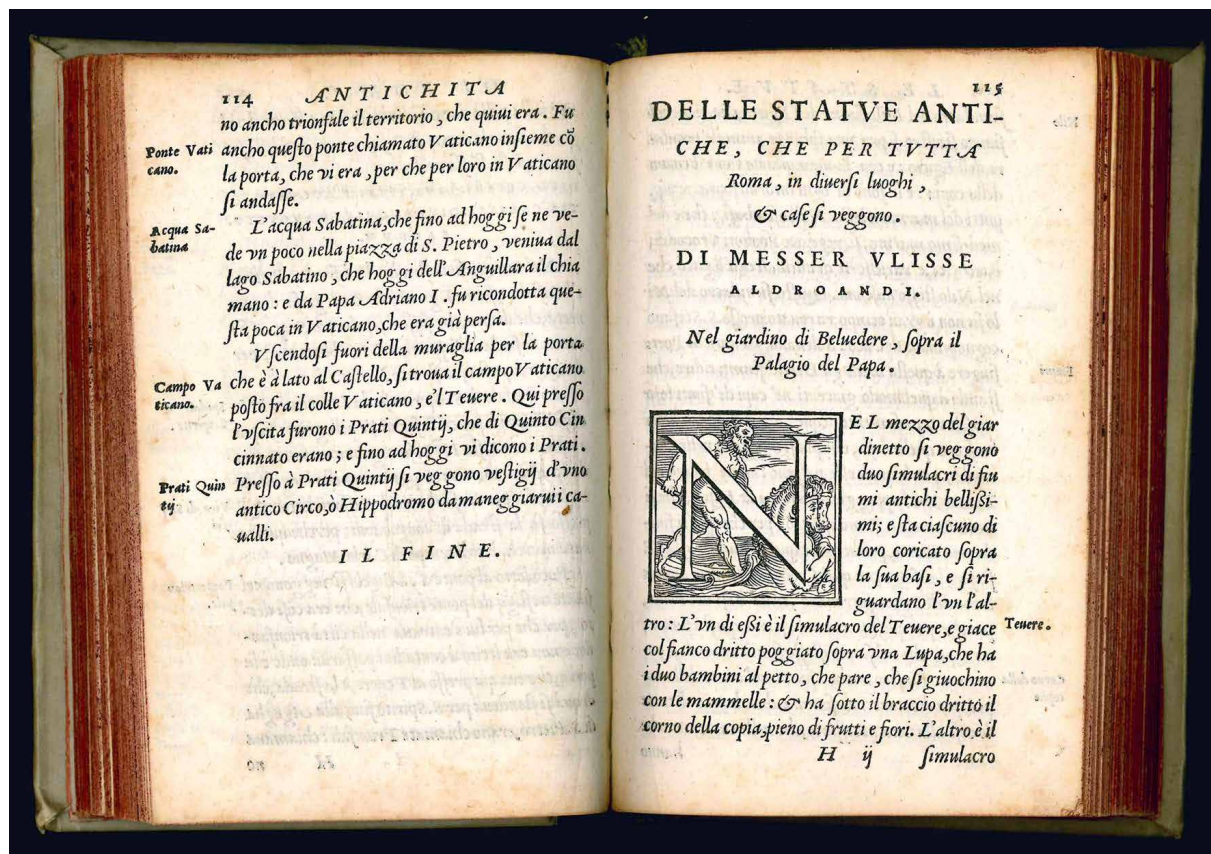 114 ANTICHITA
no ancho trionfale il territorio, che quiui era. Fu
Ponte Vati
cano.
ancho questo ponte chiamato Vaticano insieme cõ
la porta, che vi era, per che per loro in Vaticano
si andasse.
Acqua Sa-
batina
L'acqua Sabatina, che fino ad hoggi se ne ve-
de vn poco nella piazza di S. Pietro, veniua dal
lago Sabatino, che hoggi dell'Anguillara il chia
mano: e da Papa Adriano I. fu ricondotta que-
sta poca in Vaticano, che era già persa.
Vscendosi fuori della muraglia per la porta
Campo Va
ticano.
che è à lato al Castello, si troua il campo Vaticano
posto fra il colle Vaticano, e'l Teuere. Qui presso
l'vscita furono i Prati Quintij, che di Quinto Cin
cinnato erano; e fino ad hoggi vi dicono i Prati.
Prati Quin
tij
Presso à Prati Quintij si veggono vestigij d'vno
antico Circo, ò Hippodromo da maneggiarui i ca-
ualli.
IL FINE.
115
DELLE STATVE ANTI-
CHE, CHE PER TVTTA
Roma, in diuersi luoghi,
& case si veggono.
DI MESSER VLISSE
ALDROANDI.
Nel giardino di Beluedere, sopra il
Palagio del Papa.
NEL mezzo del giar
dinetto si veggono
duo simulacri di fiu
mi antichi bellissi-
mi; e sta ciascuno di
loro coricato sopra
la sua basi, e si ri-
guardano l'vn l'al-
tro: L'vn di essi è il simulacro del Teuere, e giace
Teuere.
col fianco dritto poggiato sopra vna Lupa, che ha
i duo bambini al petto, che pare, che si giuochino
con le mammelle: & ha sotto il braccio dritto il
corno della copia, pieno di frutti e fiori. L'altro è il
H ij simulacro